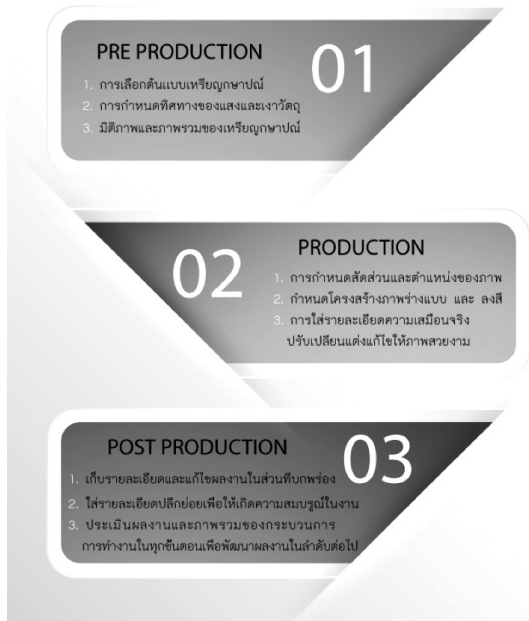 PRE PRODUCTION
01
1. การเลือกต้นแบบเหรียญกษาปณ์
2. การกำหนดทิศทางของแสงและเงาวัตถุ
3. มิติภาพและภาพรวมของเหรียญกษาปณ์
02
PRODUCTION
1. การกำหนดสัดส่วนและตำแหน่งของภาพ
2. กำหนดโครงสร้างภาพร่างแบบ และ ลงสี
3. การใส่รายละเอียดความเสมือนจริง
ปรับเปลี่ยนแต่งแก้ไขให้ภาพสวยงาม
POST PRODUCTION
03
1. เก็บรายละเอียดและแก้ไขผลงานในส่วนที่บกพร่อง
2. ใส่รายละเอียดปลีกย่อยเพื่อให้เกิดความสมบรูณ์ในงาน
3. ประเมินผลงานและภาพรวมของกระบวนการ
การทำงานในทุกขั้นตอนเพื่อพัฒนาผลงานในลำดับต่อไป